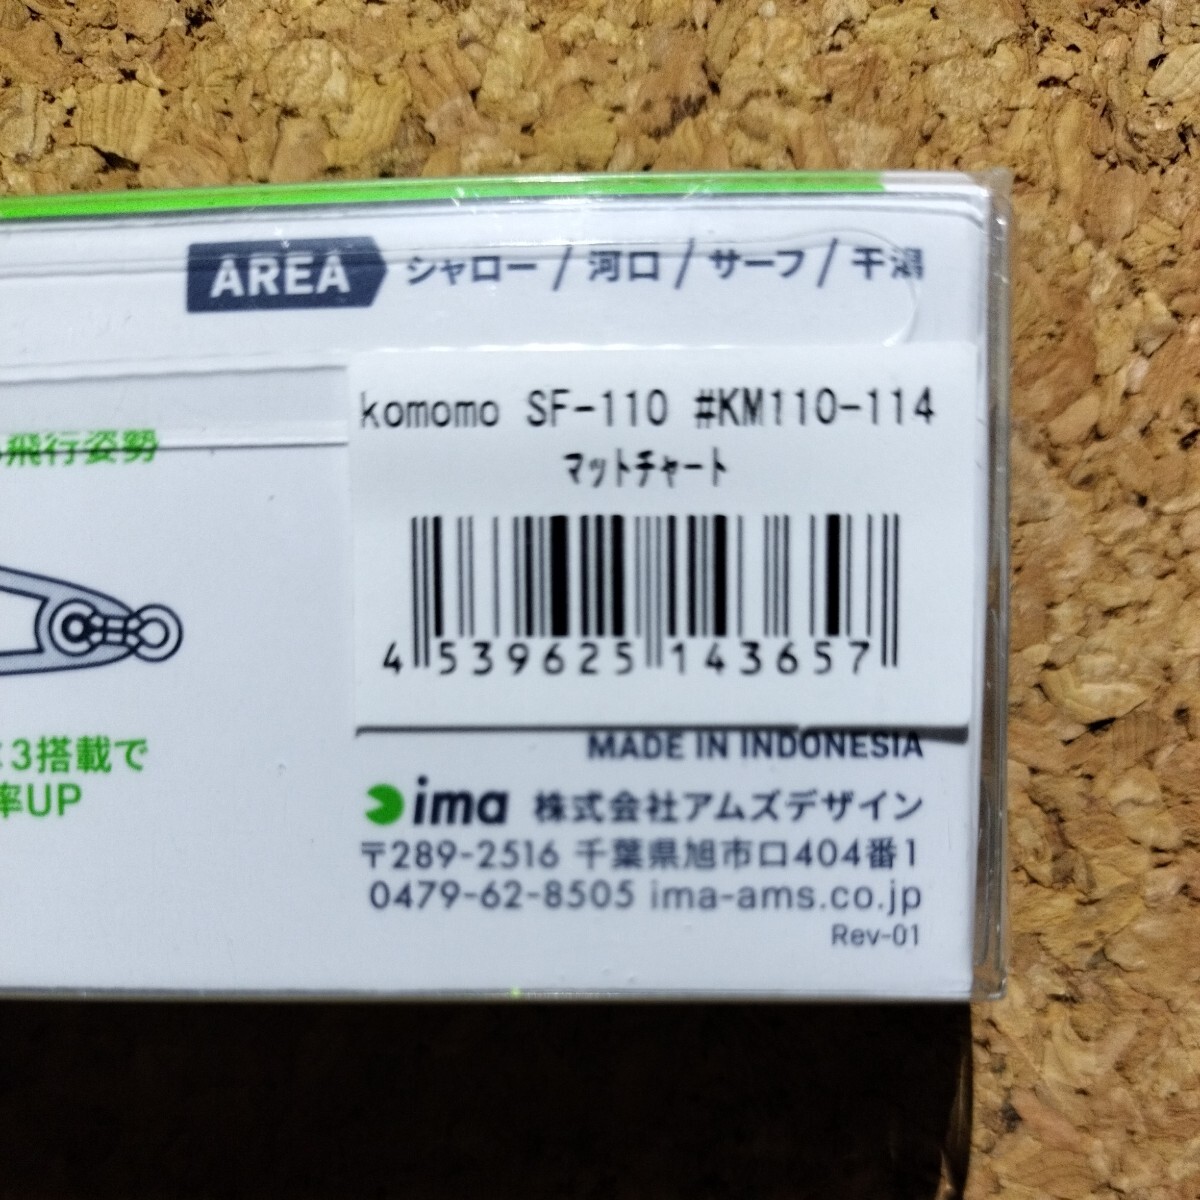 AREA シャロー / 河口 / サーフ / 干潟
komomo SF-110 #KM110-114
マットチャート
飛行姿勢
4 539625 143657
3搭載で
率UP
MADE IN INDONESIA
ima 株式会社アムズデザイン
〒289-2516 千葉県旭市ロ404番1
0479-62-8505 ima-ams.co.jp
Rev-01